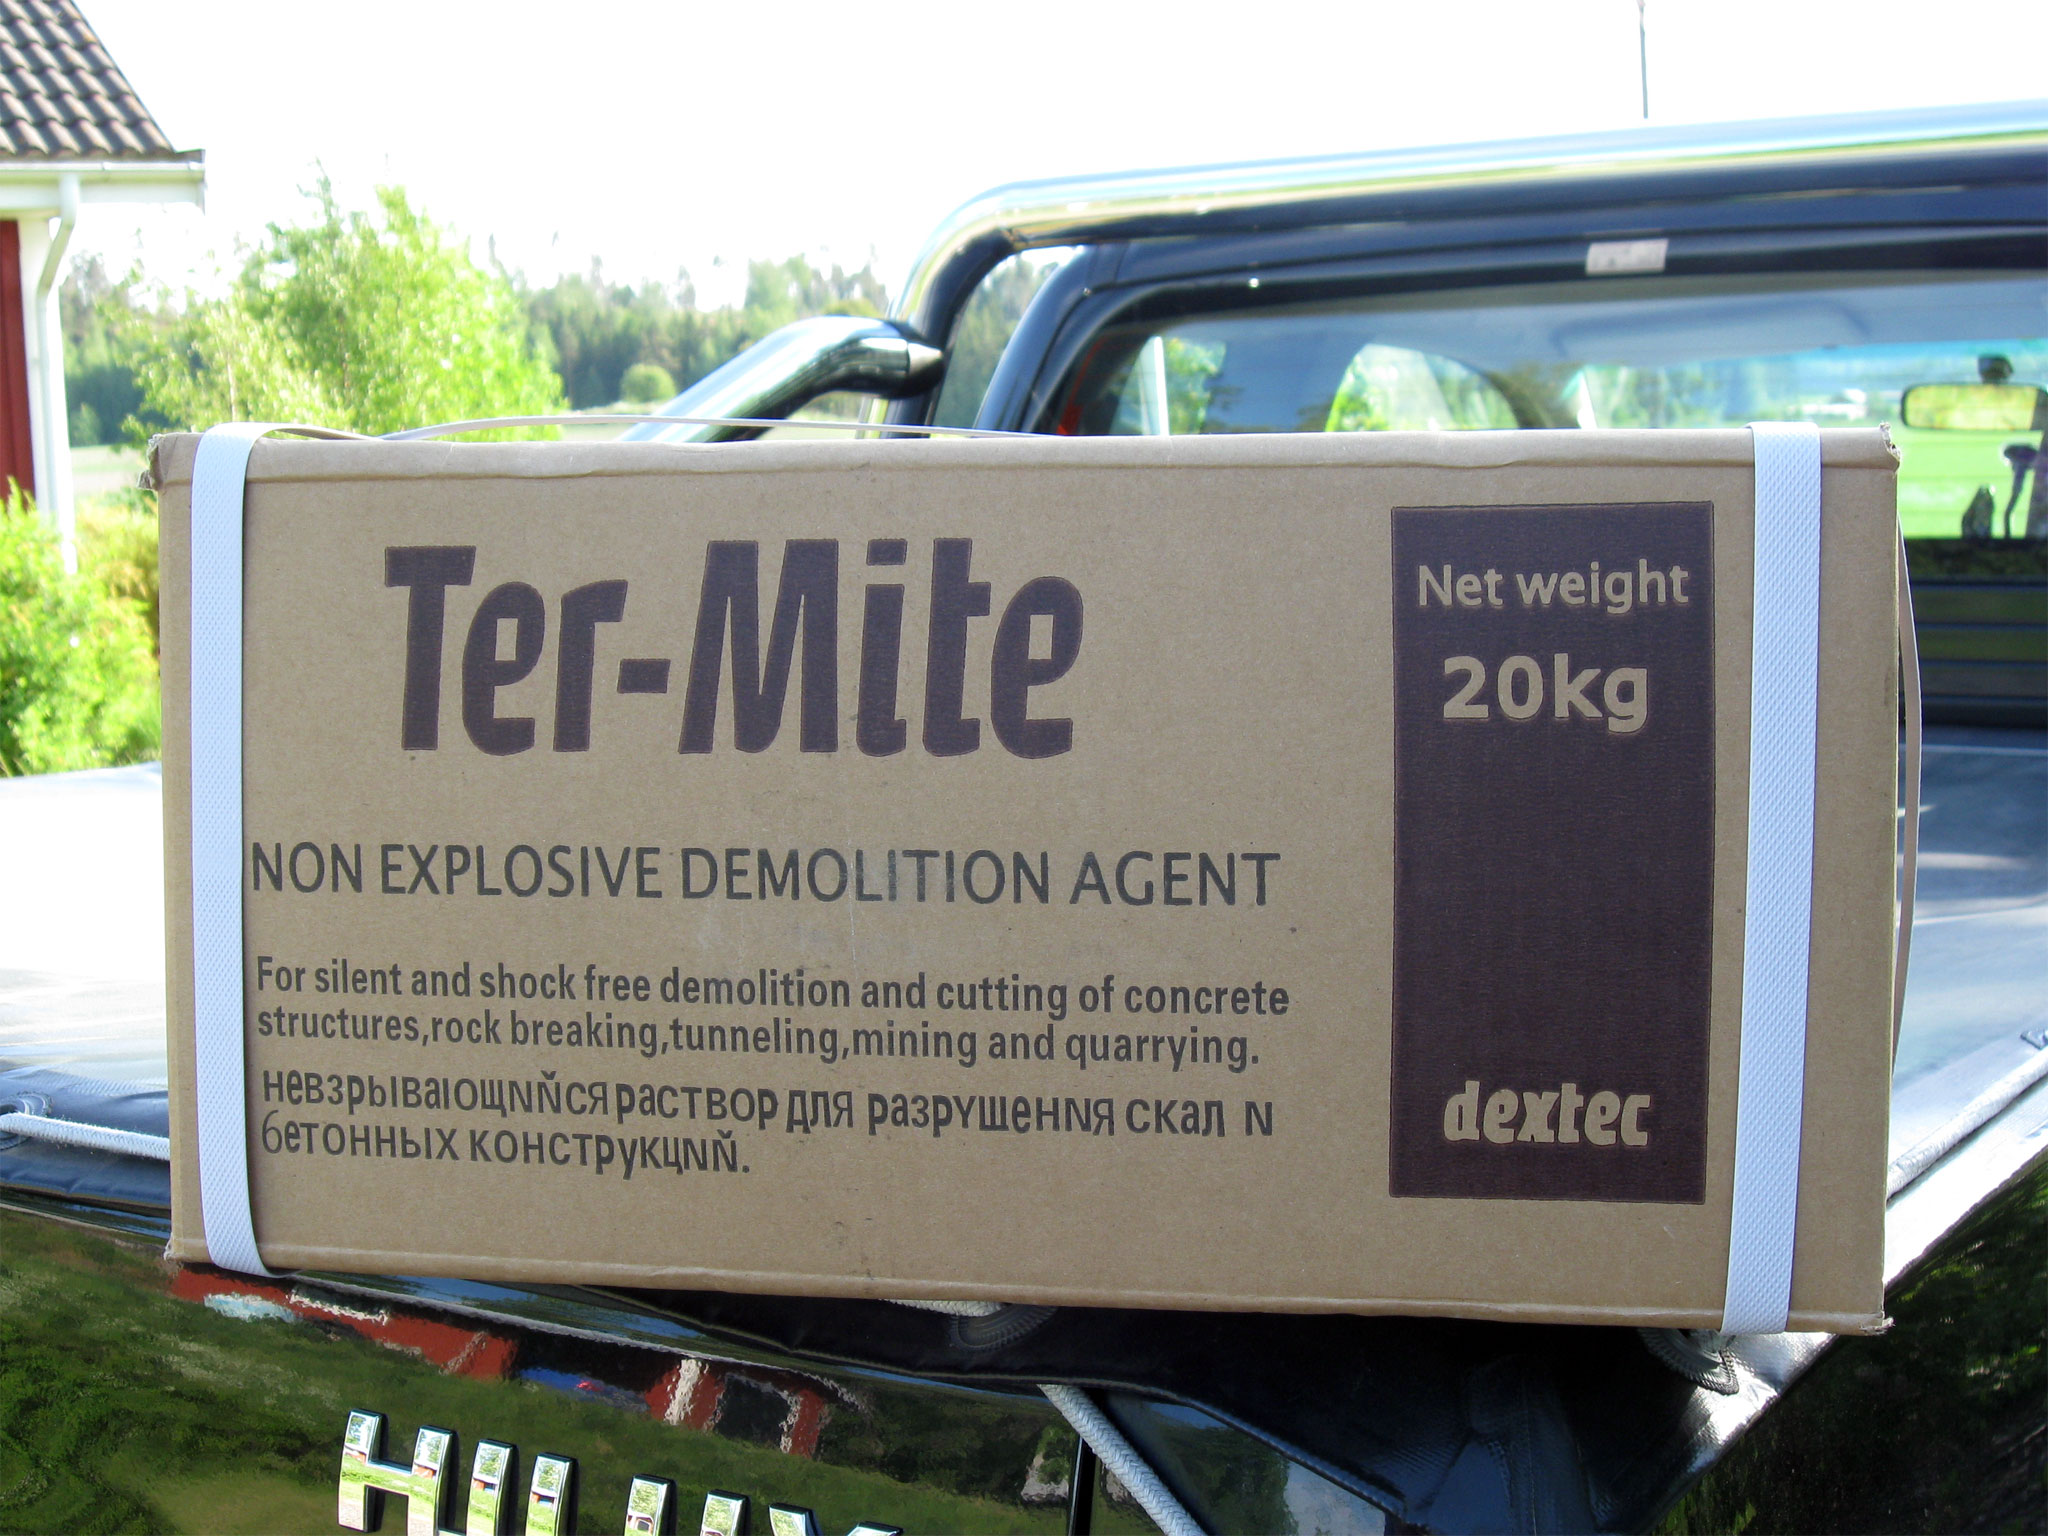 Ter-Mite
NON EXPLOSIVE DEMOLITION AGENT
For silent and shock free demolition and cutting of concrete
structures,rock breaking,tunneling,mining and quarrying.
невзрывающNЙся раствор для разрушенNя скал N
бетонных конструкцNй.
Net weight
20kg
dextec
HILUX